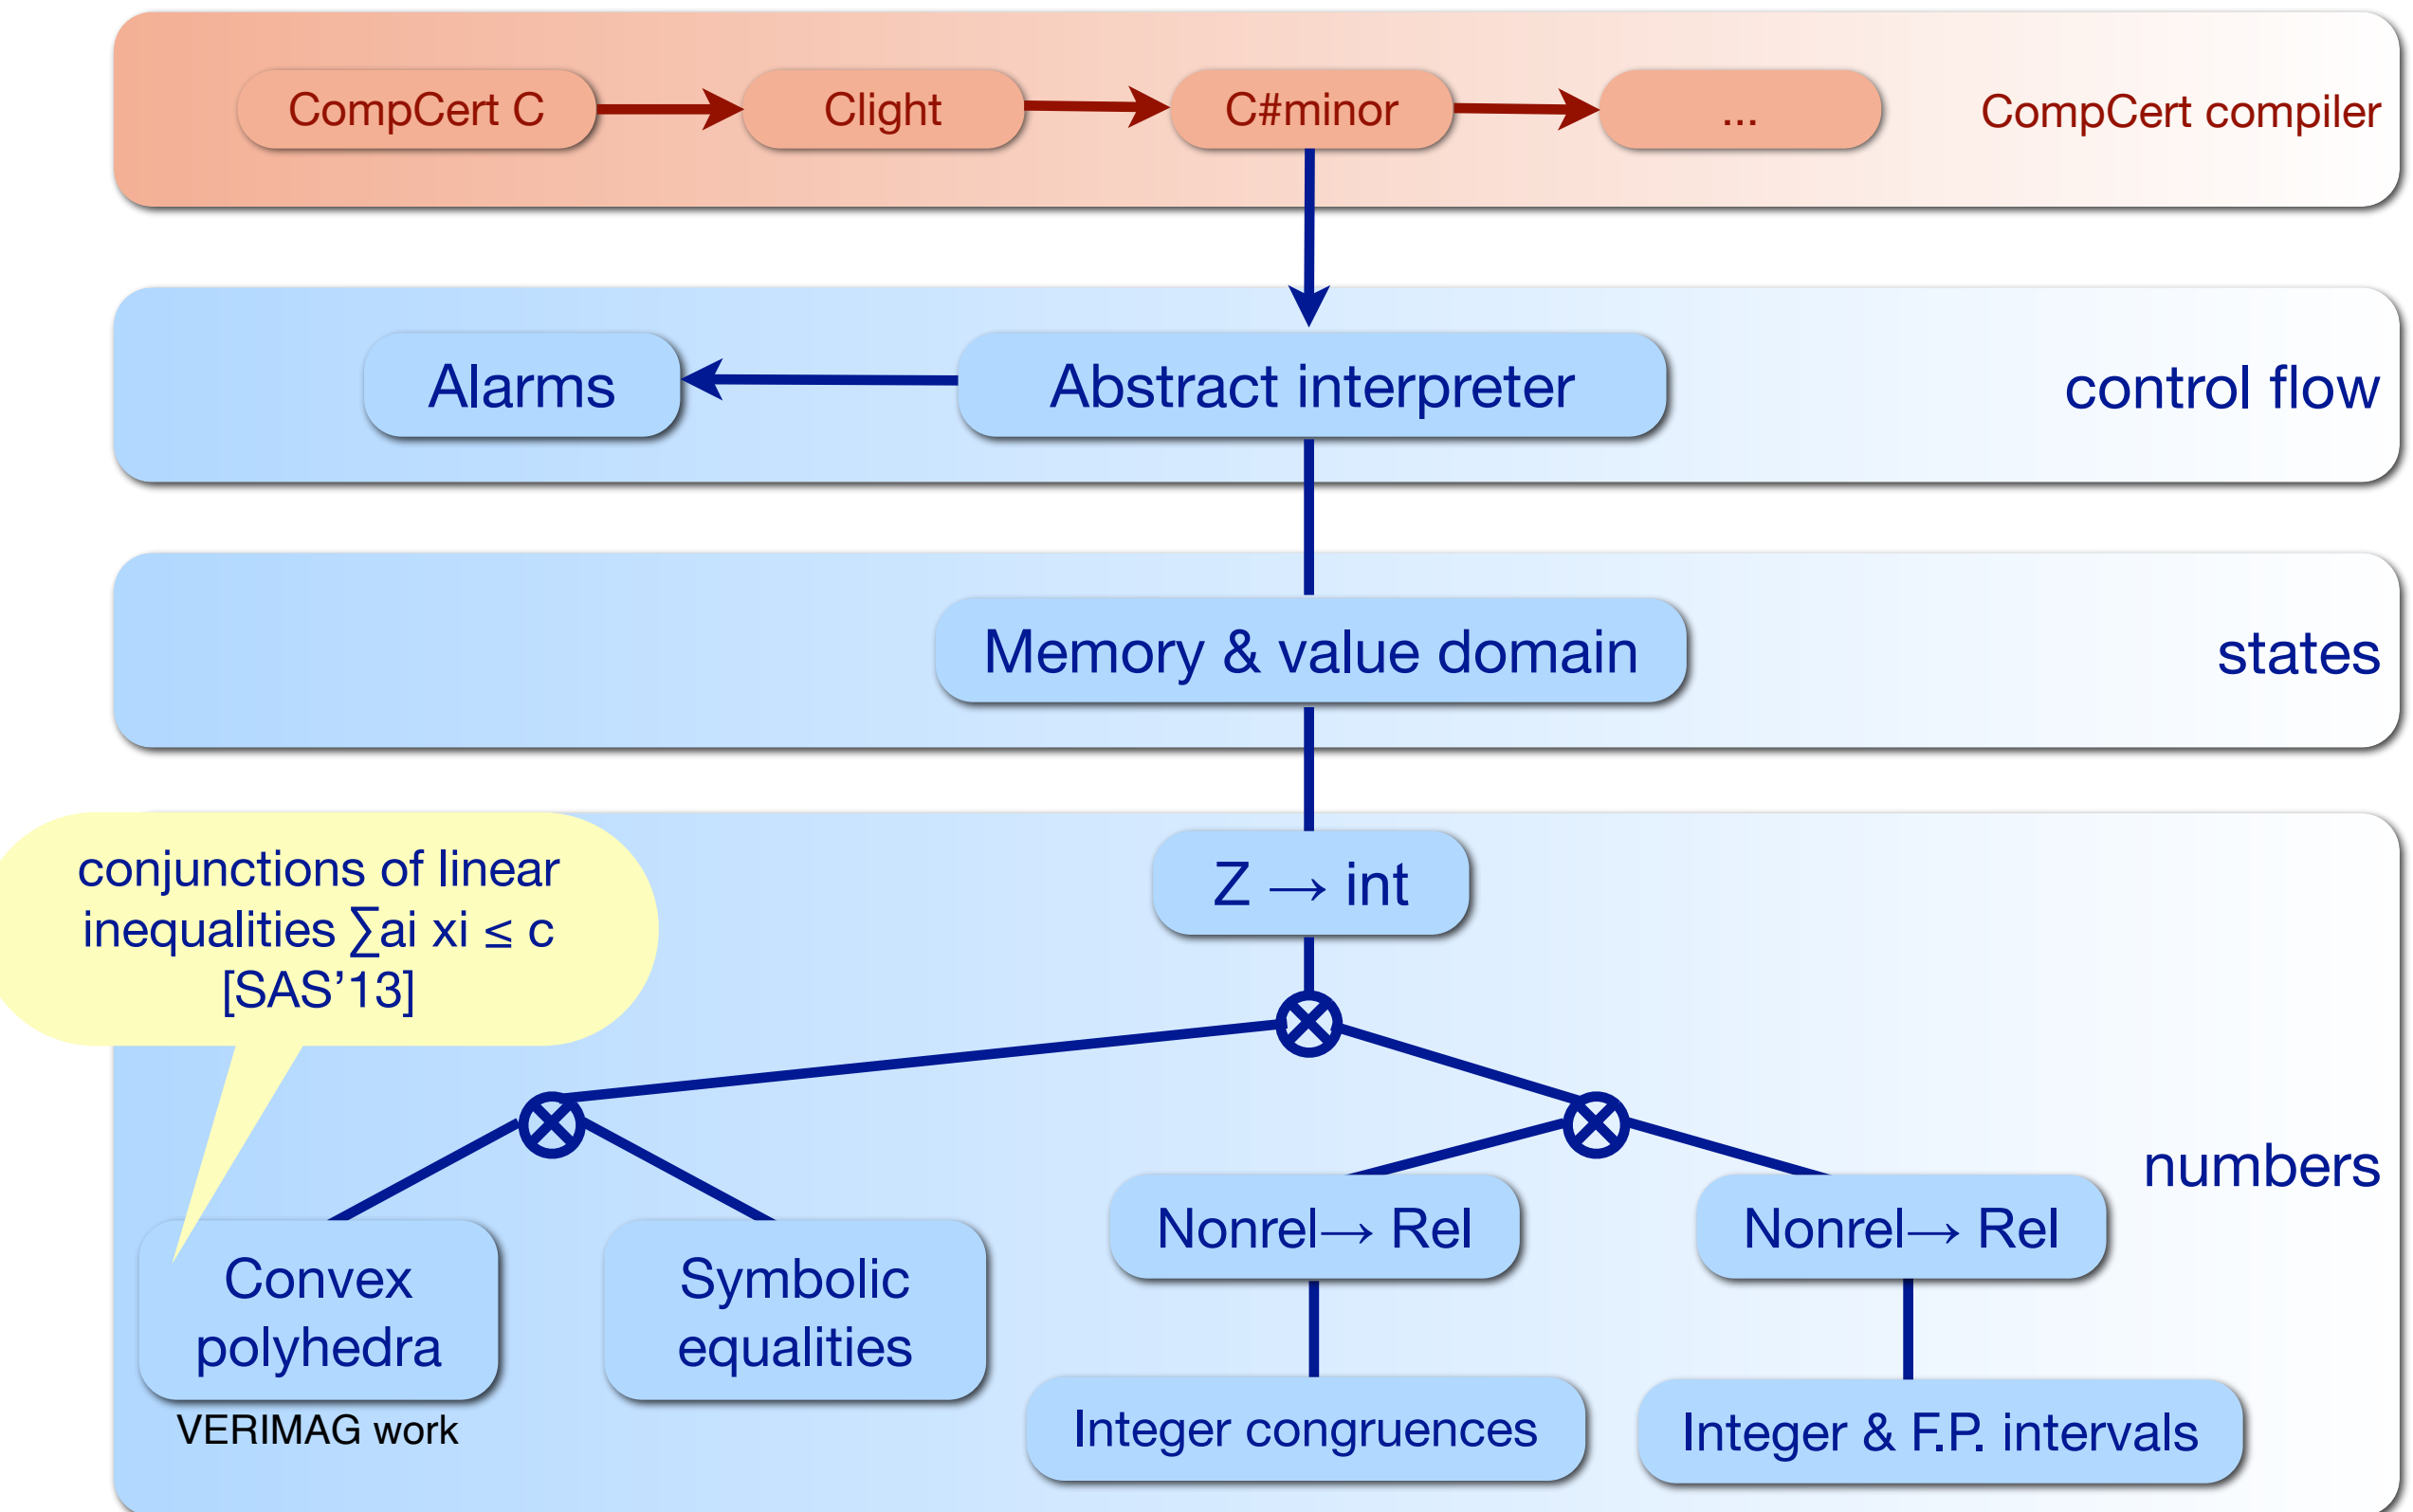 CompCert C
Clight
C#minor
...
CompCert compiler
Alarms
Abstract interpreter
control flow
Memory & value domain
states
conjunctions of linear
inequalities ∑ai xi ≤ c
[SAS’13]
Z → int
numbers
Nonrel→ Rel
Nonrel→ Rel
Convex
polyhedra
Symbolic
equalities
VERIMAG work
Integer congruences
Integer & F.P. intervals